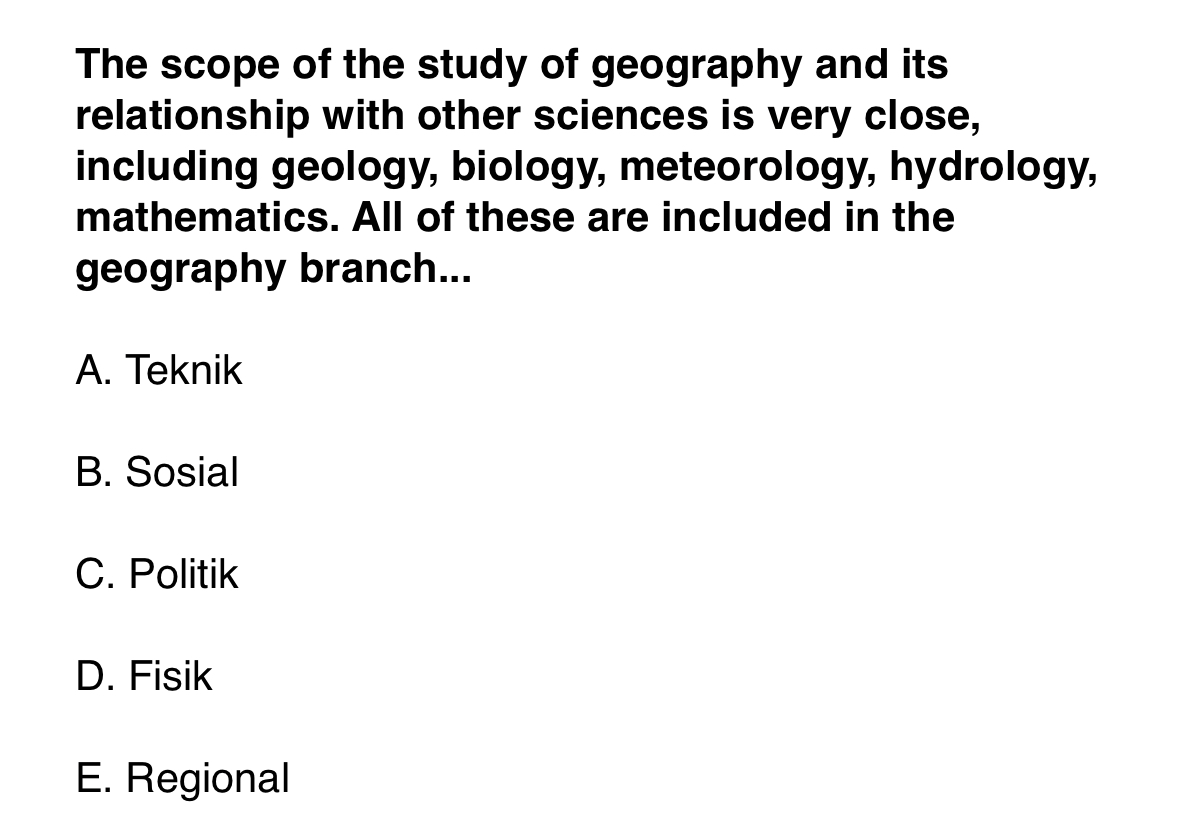 The scope of the study of geography and its
relationship with other sciences is very close,
including geology, biology, meteorology, hydrology,
mathematics. All of these are included in the
geography branch...
A. Teknik
B. Sosial
C. Politik
D. Fisik
E. Regional